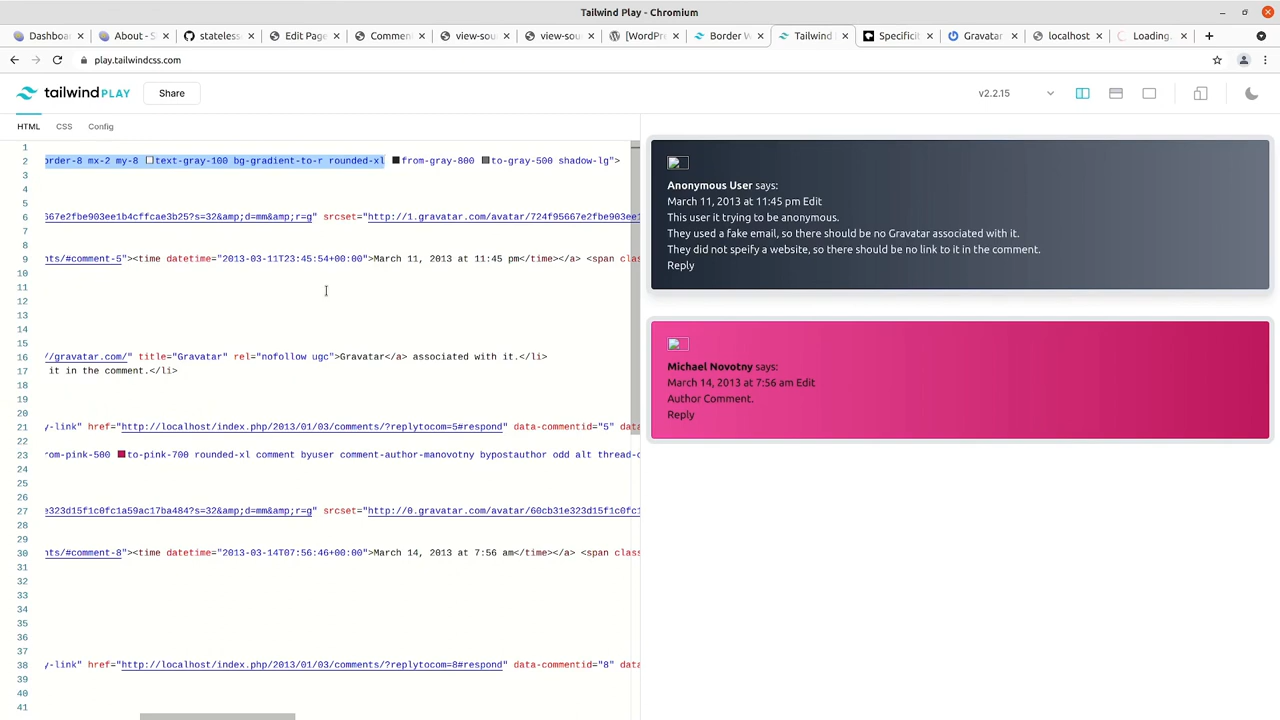 Tailwind Play - Chromium
Dashboa
About - S
stateless
Edit Page
Commen
view-sou
view-sou
[WordPre
Border W
Tailwind
Specificit
Gravatar
localhost
Loading…
play.tailwindcss.com
tailwind PLAY
Share
v2.2.15
HTML CSS Config
1
2 order-8 mx-2 my-8 text-gray-100 bg-gradient-to-r rounded-xl from-gray-800 to-gray-500 shadow-lg">
3
4
5
6 667e2fbe903ee1b4cffcae3b25?s=32&amp;d=mm&amp;r=g" srcset="http://1.gravatar.com/avatar/724f95667e2fbe903ee1
7
8
9 nts/#comment-5"><time datetime="2013-03-11T23:45:54+00:00">March 11, 2013 at 11:45 pm</time></a> <span clas
10
11
12
13
14
15
16 //gravatar.com/" title="Gravatar" rel="nofollow ugc">Gravatar</a> associated with it.</li>
17 it in the comment.</li>
18
19
20
21 y-link" href="http://localhost/index.php/2013/01/03/comments/?replytocom=5#respond" data-commentid="5" data
22
23 rom-pink-500 to-pink-700 rounded-xl comment byuser comment-author-manovotny bypostauthor odd alt thread-o
24
25
26
27 e323d15f1c0fc1a59ac17ba484?s=32&amp;d=mm&amp;r=g" srcset="http://0.gravatar.com/avatar/60cb31e323d15f1c0fc1
28
29
30 nts/#comment-8"><time datetime="2013-03-14T07:56:46+00:00">March 14, 2013 at 7:56 am</time></a> <span class
31
32
33
34
35
36
37
38 y-link" href="http://localhost/index.php/2013/01/03/comments/?replytocom=8#respond" data-commentid="8" data
39
40
41
Anonymous User says:
March 11, 2013 at 11:45 pm Edit
This user it trying to be anonymous.
They used a fake email, so there should be no Gravatar associated with it.
They did not speify a website, so there should be no link to it in the comment.
Reply
Michael Novotny says:
March 14, 2013 at 7:56 am Edit
Author Comment.
Reply